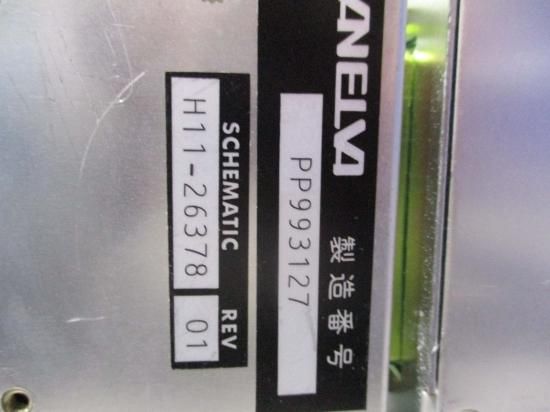 ANELVA
製造番号
PP993127
SCHEMATIC REV
H11-26378 01